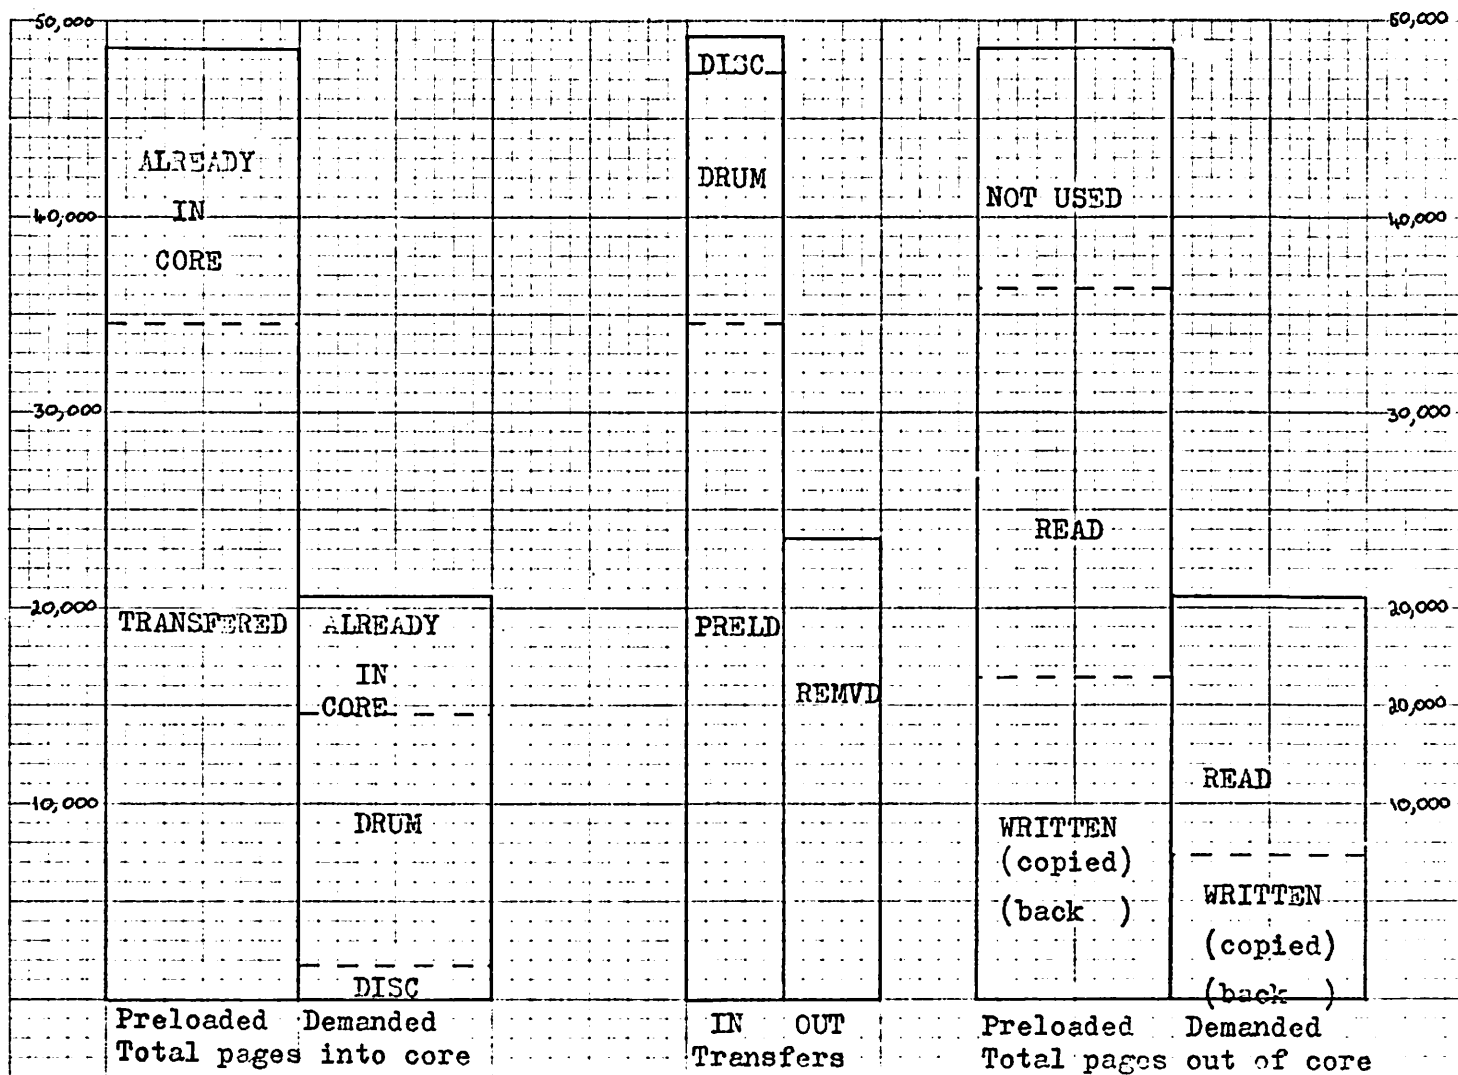 50,000
40,000
30,000
20,000
10,000
ALREADY
IN
CORE
TRANSFERED
ALREADY
IN
CORE
DRUM
DISC
Preloaded Demanded
Total pages into core
DISC
DRUM
PRELD
REMVD
IN OUT
Transfers
NOT USED
READ
WRITTEN
(copied)
(back )
READ
WRITTEN
(copied)
(back )
Preloaded Demanded
Total pages out of core
50,000
40,000
30,000
20,000
20,000
10,000